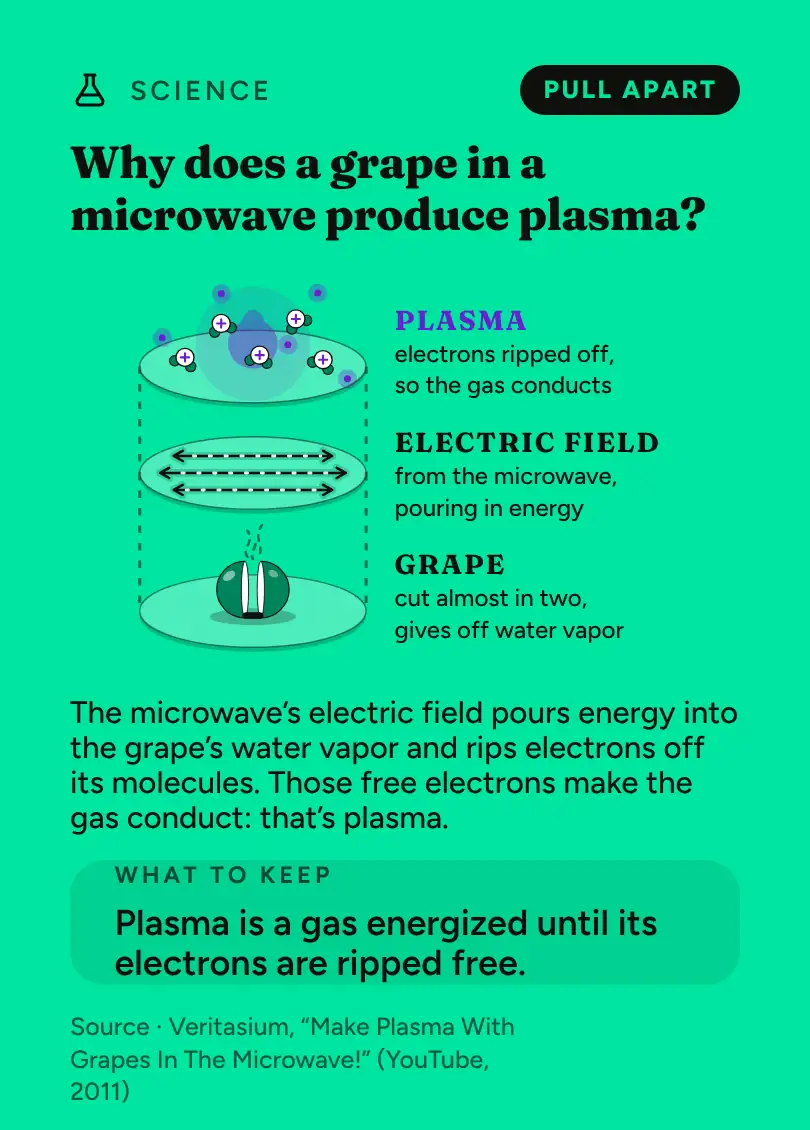 SCIENCE
PULL APART
Why does a grape in a
microwave produce plasma?
PLASMA
electrons ripped off,
so the gas conducts
ELECTRIC FIELD
from the microwave,
pouring in energy
GRAPE
cut almost in two,
gives off water vapor
The microwave’s electric field pours energy into
the grape’s water vapor and rips electrons off
its molecules. Those free electrons make the
gas conduct: that’s plasma.
WHAT TO KEEP
Plasma is a gas energized until its
electrons are ripped free.
Source · Veritasium, “Make Plasma With
Grapes In The Microwave!” (YouTube,
2011)